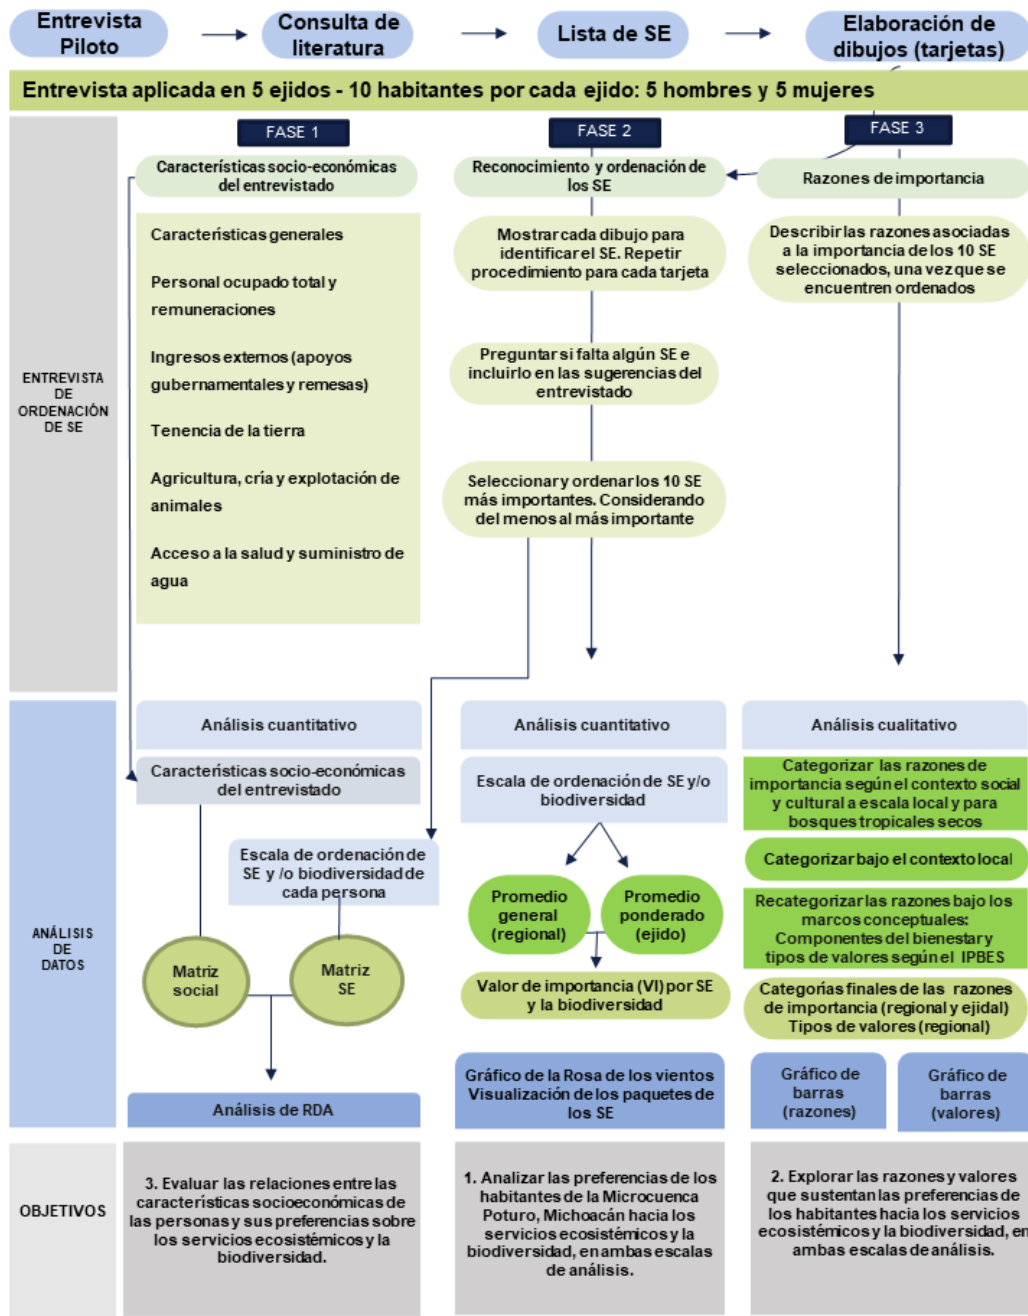 Entrevista
Piloto
Consulta de
literatura
Lista de SE
Elaboración de
dibujos (tarjetas)
Entrevista aplicada en 5 ejidos - 10 habitantes por cada ejido: 5 hombres y 5 mujeres
ENTREVISTA
DE
ORDENACIÓN
DE SE
FASE 1
Características socio-económicas
del entrevistado
Características generales
Personal ocupado total y
remuneraciones
Ingresos externos (apoyos
gubernamentales y remesas)
Tenencia de la tierra
Agricultura, cría y explotación de
animales
Acceso a la salud y suministro de
agua
FASE 2
Reconocimiento y ordenación de
los SE
Mostrar cada dibujo para
identificar el SE. Repetir
procedimiento para cada tarjeta
Preguntar si falta algún SE e
incluirlo en las sugerencias del
entrevistado
Seleccionar y ordenar los 10 SE
más importantes. Considerando
del menos al más importante
FASE 3
Razones de importancia
Describir las razones asociadas
a la importancia de los 10 SE
seleccionados, una vez que se
encuentren ordenados
ANÁLISIS
DE
DATOS
Análisis cuantitativo
Características socio-económicas
del entrevistado
Escala de ordenación de
SE y /o biodiversidad de
cada persona
Matriz
social
Matriz
SE
Análisis de RDA
Análisis cuantitativo
Escala de ordenación de SE y/o
biodiversidad
Promedio
general
(regional)
Promedio
ponderado
(ejido)
Valor de importancia (VI) por SE
y la biodiversidad
Gráfico de la Rosa de los vientos
Visualización de los paquetes de
los SE
Análisis cualitativo
Categorizar las razones de
importancia según el contexto social
y cultural a escala local y para
bosques tropicales secos
Categorizar bajo el contexto local
Recategorizar las razones bajo los
marcos conceptuales:
Componentes del bienestar y
tipos de valores según el IPBES
Categorías finales de las razones
de importancia (regional y ejidal)
Tipos de valores (regional)
Gráfico de
barras
(razones)
Gráfico de
barras
(valores)
OBJETIVOS
3. Evaluar las relaciones entre las
características socioeconómicas de
las personas y sus preferencias sobre
los servicios ecosistémicos y la
biodiversidad.
1. Analizar las preferencias de los
habitantes de la Microcuenca
Poturo, Michoacán hacia los
servicios ecosistémicos y la
biodiversidad, en ambas escalas
de análisis.
2. Explorar las razones y valores
que sustentan las preferencias de
los habitantes hacia los servicios
ecosistémicos y la biodiversidad, en
ambas escalas de análisis.